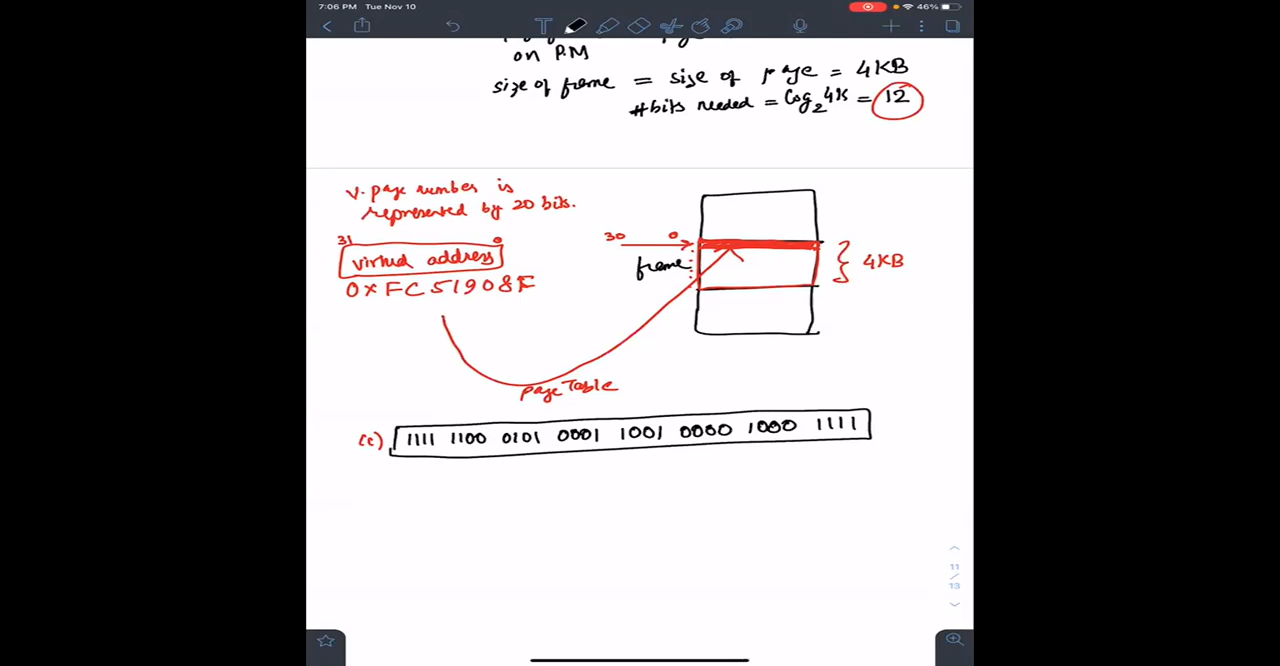 7:06 PM Tue Nov 10
46%
on P.M
size of frame = size of page = 4KB
#bits needed = Log₂ 4K = 12
V. page number is
represented by 20 bits.
31 0
virtual address
0xFC51908F
30 0
frame
4KB
page Table
(c) 1111 1100 0101 0001 1001 0000 1000 1111
11
/
13